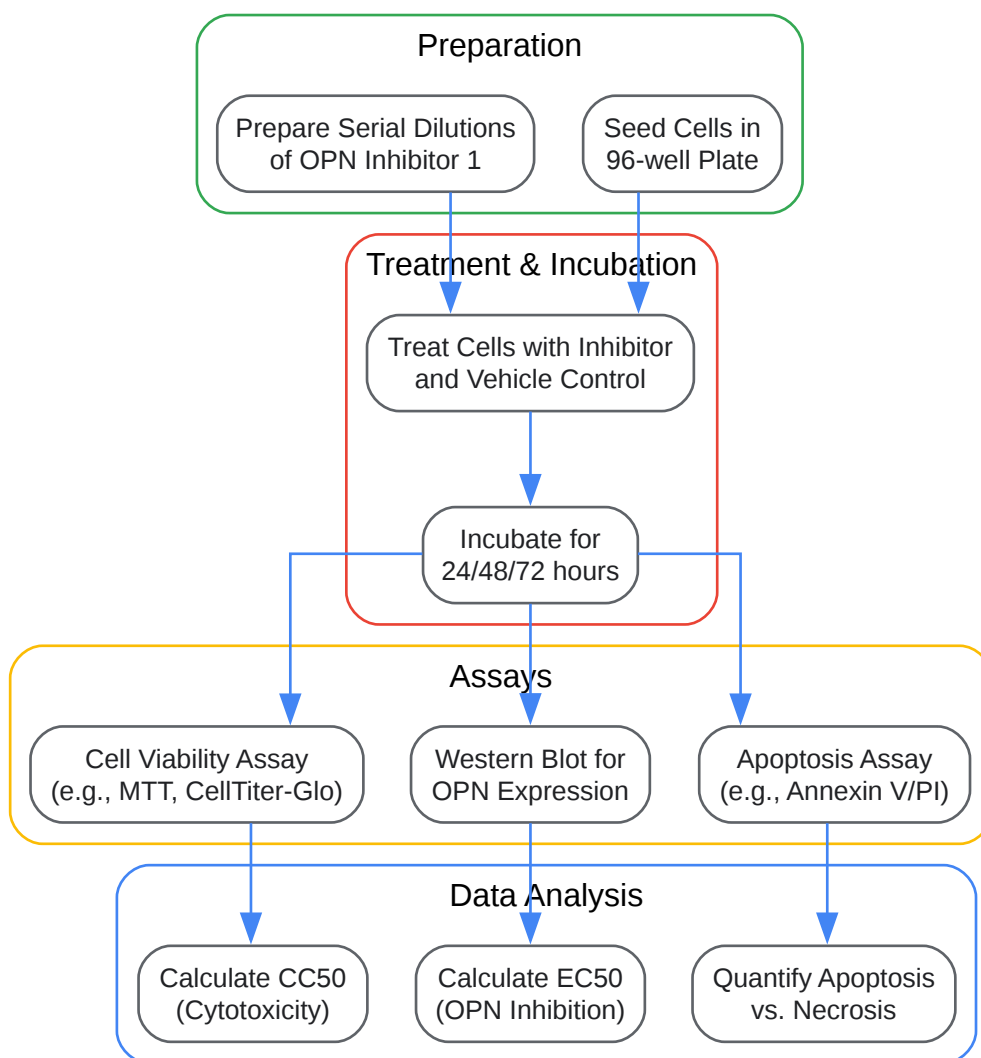 Preparation
Prepare Serial Dilutions
of OPN Inhibitor 1
Seed Cells in
96-well Plate
Treatment & Incubation
Treat Cells with Inhibitor
and Vehicle Control
Incubate for
24/48/72 hours
Assays
Cell Viability Assay
(e.g., MTT, CellTiter-Glo)
Western Blot for
OPN Expression
Apoptosis Assay
(e.g., Annexin V/PI)
Data Analysis
Calculate CC50
(Cytotoxicity)
Calculate EC50
(OPN Inhibition)
Quantify Apoptosis
vs. Necrosis